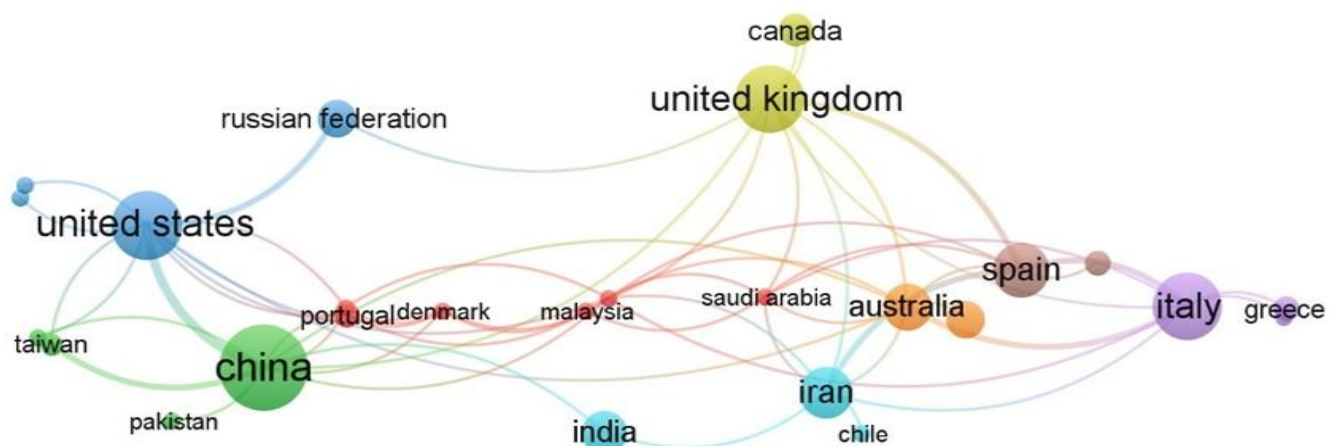 canada
united kingdom
russian federation
united states
spain
saudi arabia
australia
italy
greece
portugal
denmark
malaysia
taiwan
china
iran
pakistan
india
chile